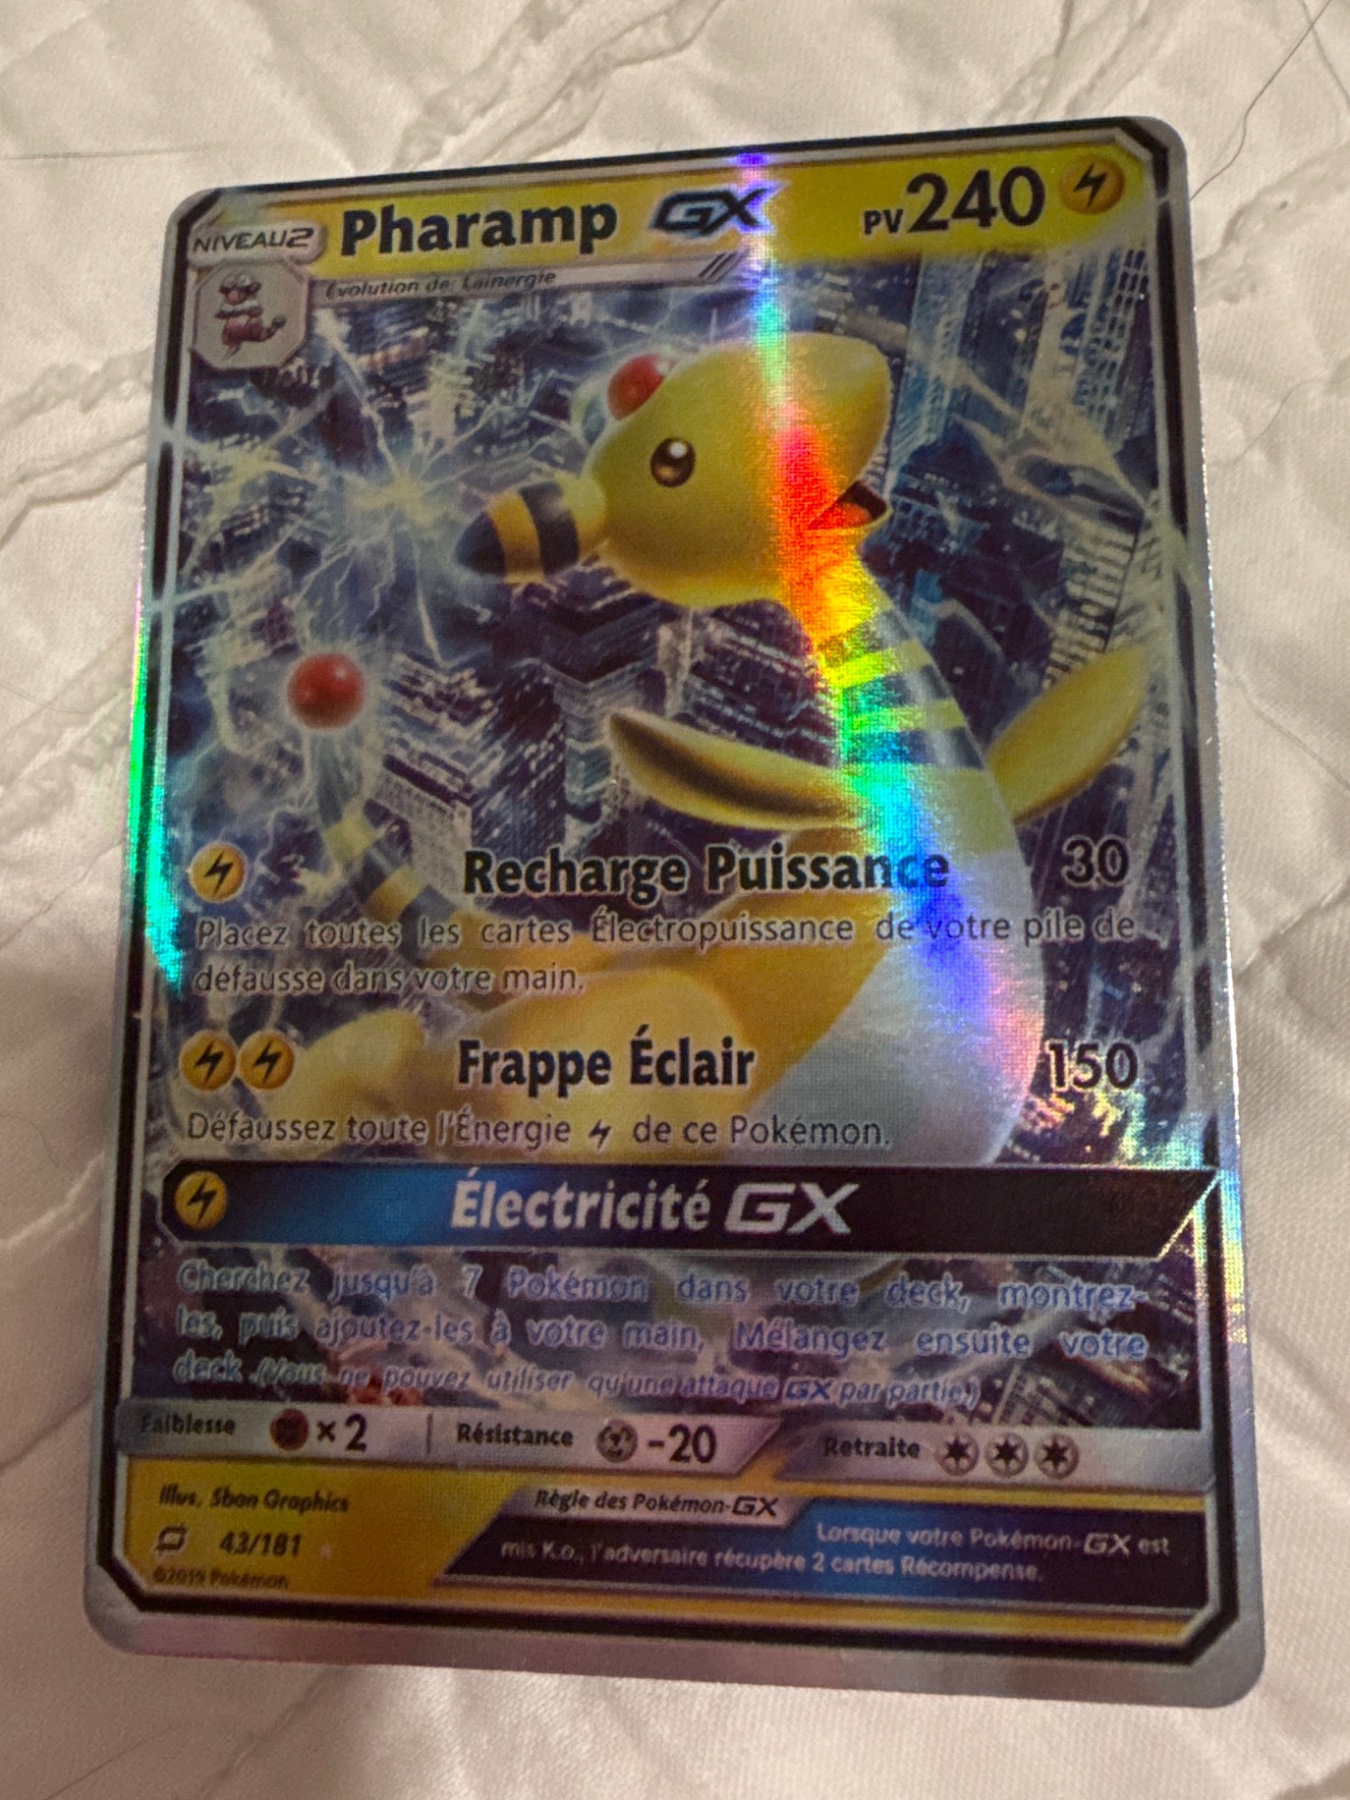 NIVEAU2 Pharamp GX PV 240
Évolution de Lainergie
Recharge Puissance 30
Placez toutes les cartes Électropuissance de votre pile de
défausse dans votre main.
Frappe Éclair 150
Défaussez toute l'Énergie de ce Pokémon.
Électricité GX
Cherchez jusqu'à 7 Pokémon dans votre deck, montrez-
les, puis ajoutez-les à votre main. Mélangez ensuite votre
deck. (Vous ne pouvez utiliser qu'une attaque GX par partie.)
Faiblesse ×2 Résistance -20 Retraite
Illus. 5ban Graphics
Règle des Pokémon-GX
43/181
Lorsque votre Pokémon-GX est
mis K.O., l'adversaire récupère 2 cartes Récompense.
©2019 Pokémon